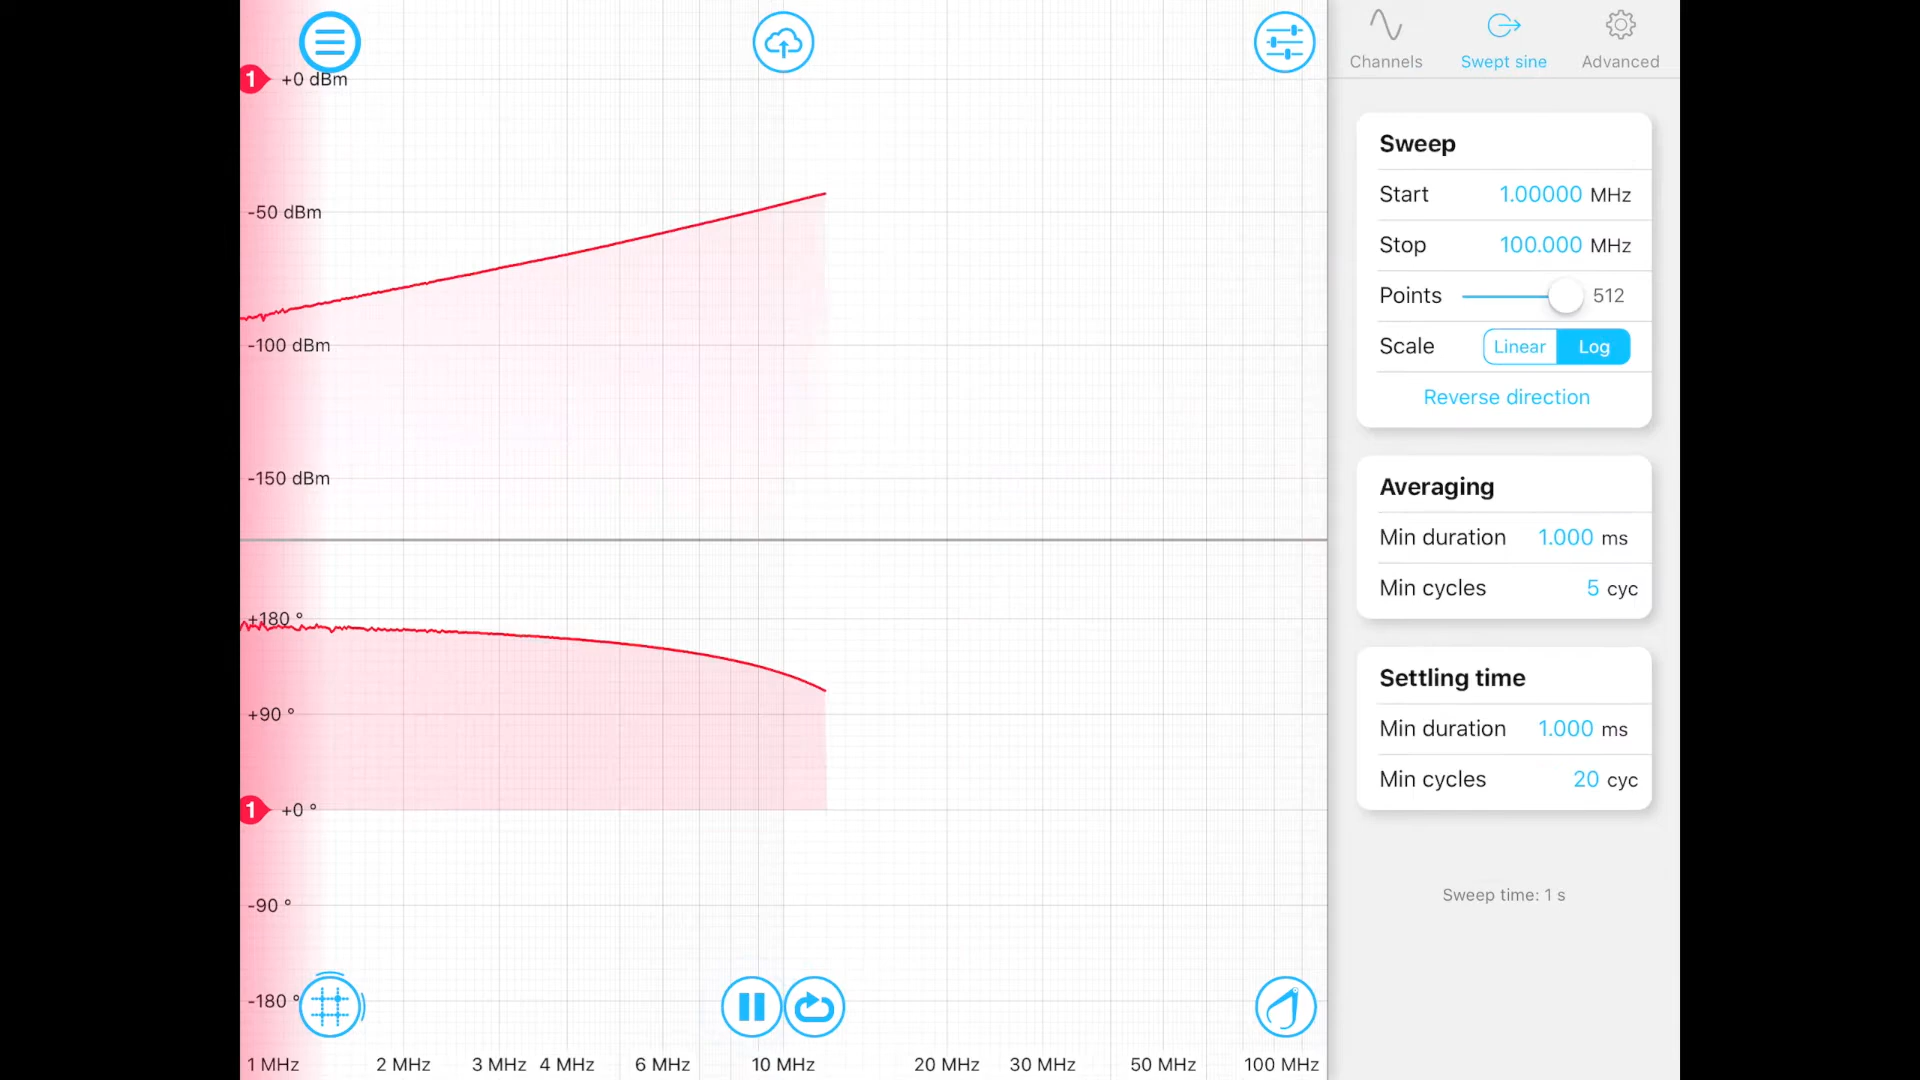 Channels
Swept sine
Advanced
1 +0 dBm
-50 dBm
-100 dBm
-150 dBm
+180 °
+90 °
1 +0 °
-90 °
-180 °
1 MHz 2 MHz 3 MHz 4 MHz 6 MHz 10 MHz 20 MHz 30 MHz 50 MHz 100 MHz
Sweep
Start 1.00000 MHz
Stop 100.000 MHz
Points 512
Scale Linear Log
Reverse direction
Averaging
Min duration 1.000 ms
Min cycles 5 cyc
Settling time
Min duration 1.000 ms
Min cycles 20 cyc
Sweep time: 1 s